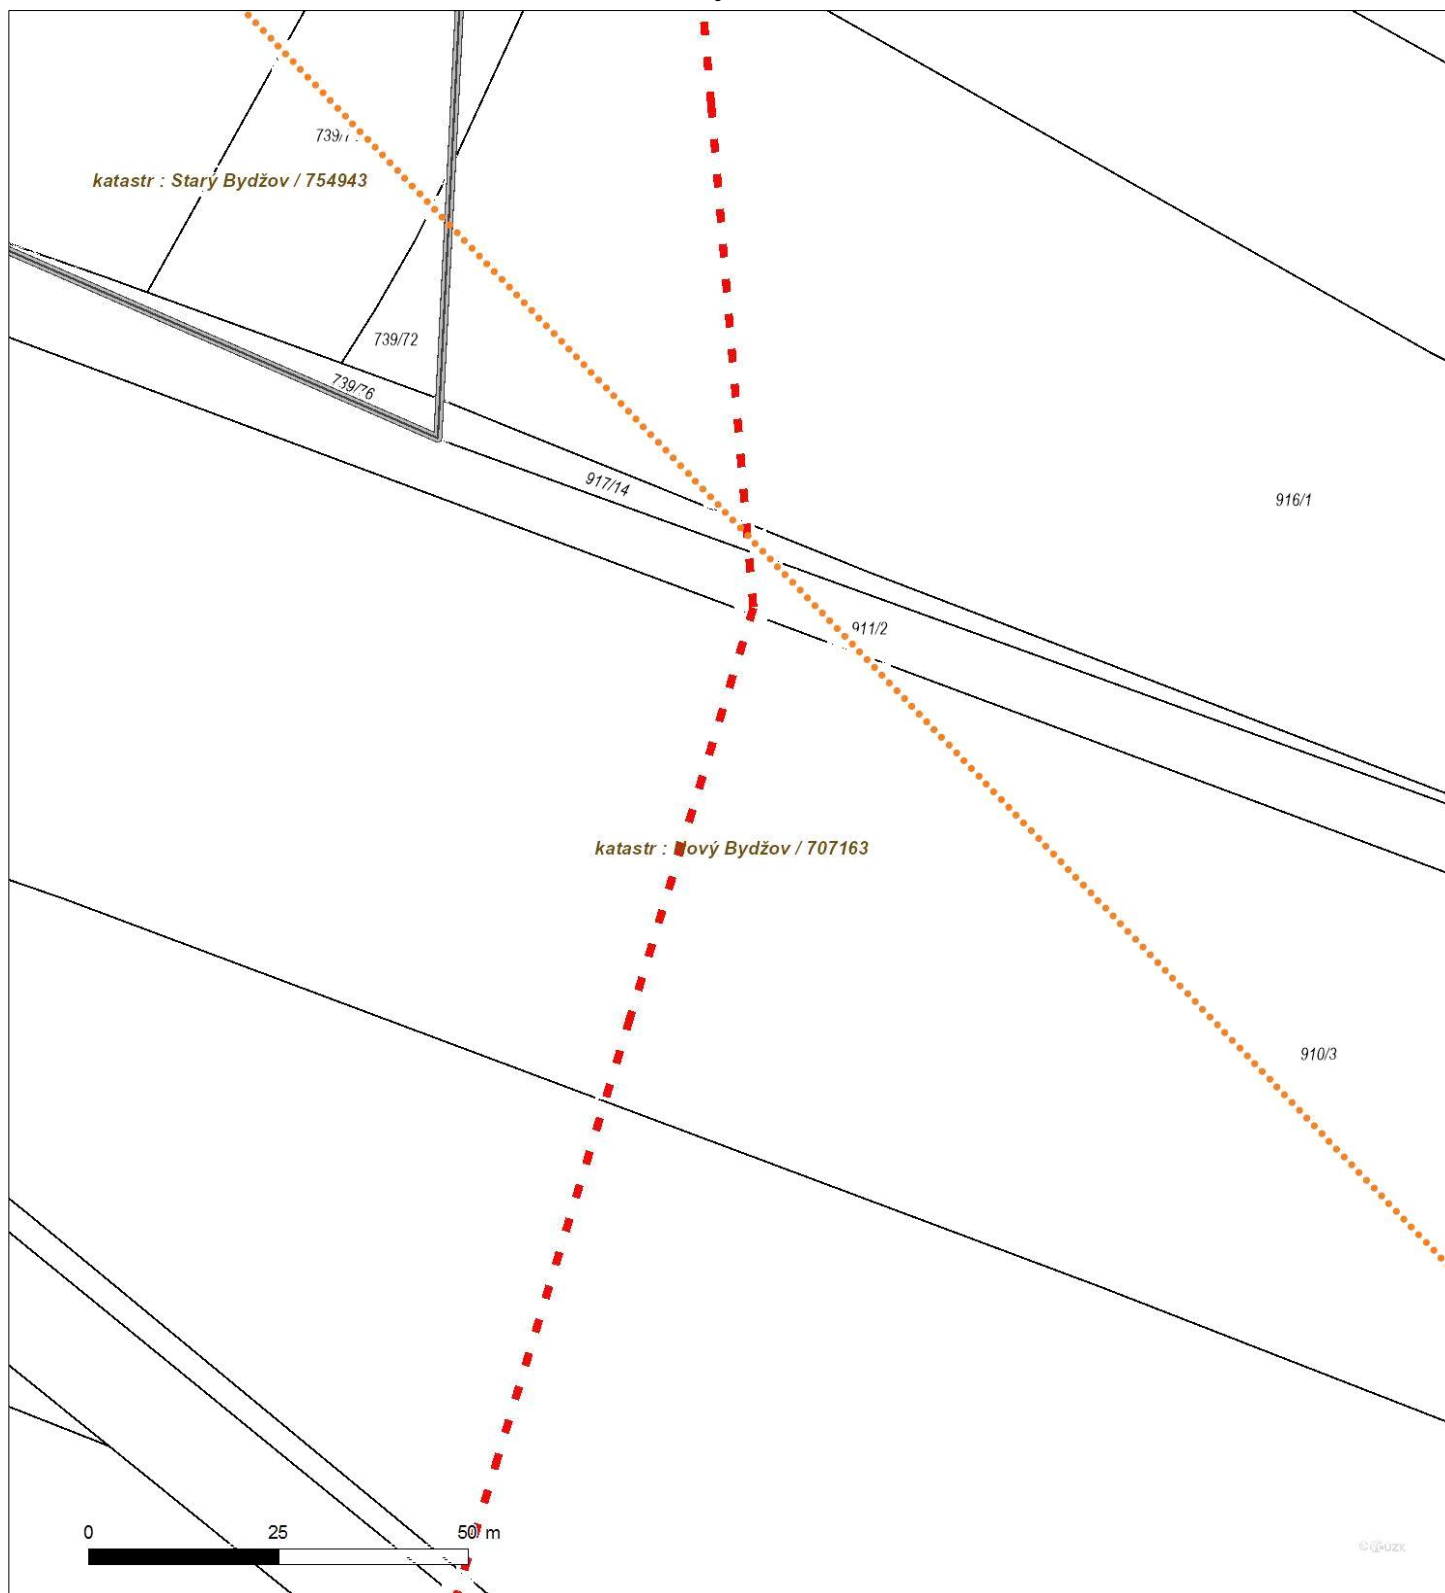 katastr : Starý Bydžov / 754943
739/72
739/76
917/14
916/1
911/2
katastr : Nový Bydžov / 707163
910/3
0 25 50 m